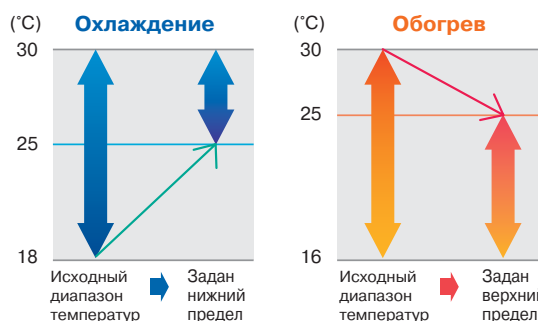 (˚C) Охлаждение
30
25
18
Исходный
диапазон
температур
Задан
нижний
предел
(˚C) Обогрев
30
25
16
Исходный
диапазон
температур
Задан
верхний
предел